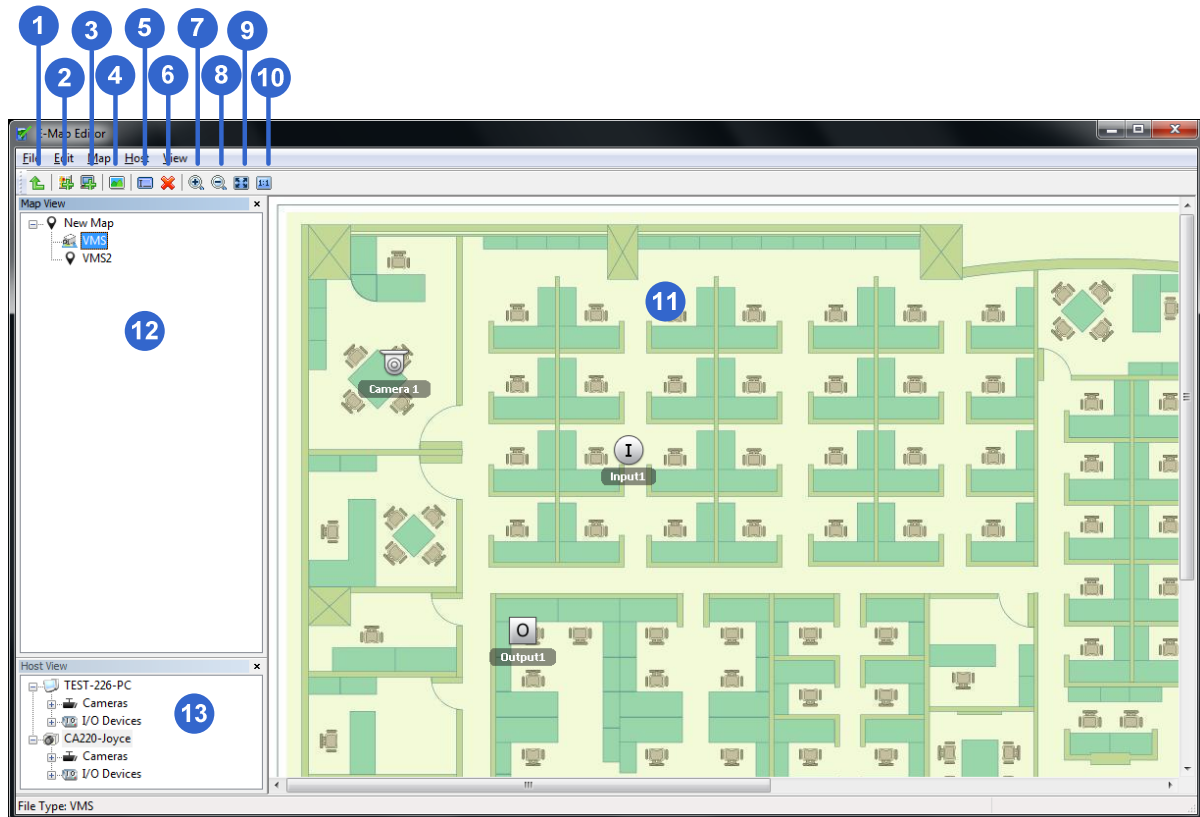 1
3
5
7
9
2
4
6
8
10
E-Map Editor
File Edit Map Host View
1:1
Map View
New Map
VMS
VMS2
12
11
Camera 1
I
Input1
O
Output1
Host View
TEST-226-PC
Cameras
I/O Devices
CA220-Joyce
Cameras
I/O Devices
13
File Type: VMS